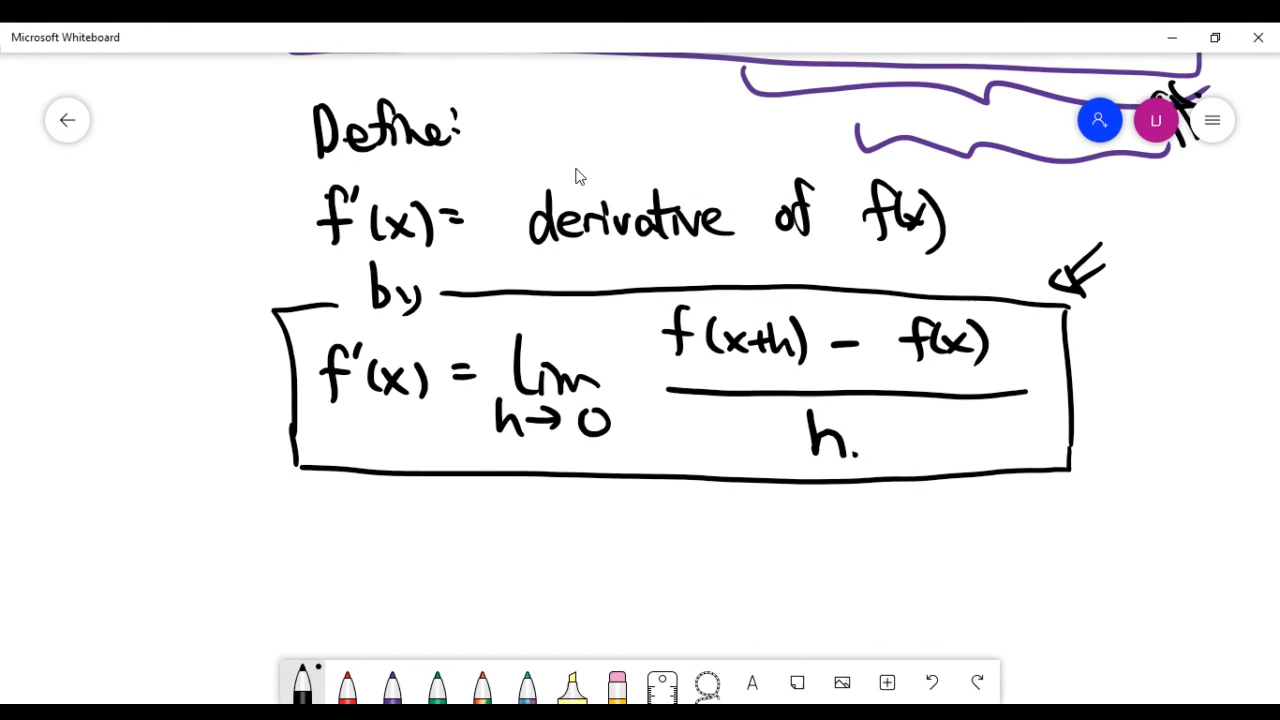 Microsoft Whiteboard
Define:
f'(x) = derivative of f(x)
by
f'(x) = lim h→0 f(x+h) - f(x) / h.
U
A